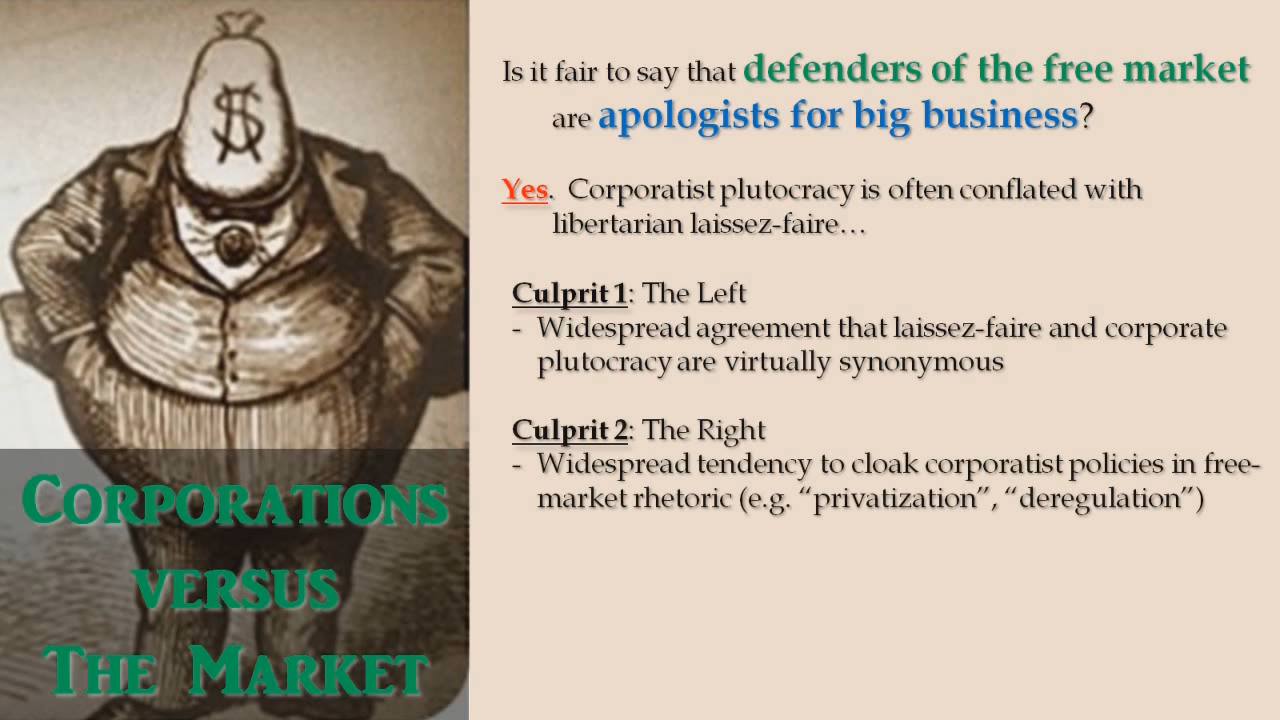 $
Corporations
versus
The Market
Is it fair to say that defenders of the free market
are apologists for big business?
Yes. Corporatist plutocracy is often conflated with
libertarian laissez-faire…
Culprit 1: The Left
- Widespread agreement that laissez-faire and corporate
plutocracy are virtually synonymous
Culprit 2: The Right
- Widespread tendency to cloak corporatist policies in free-
market rhetoric (e.g. “privatization”, “deregulation”)